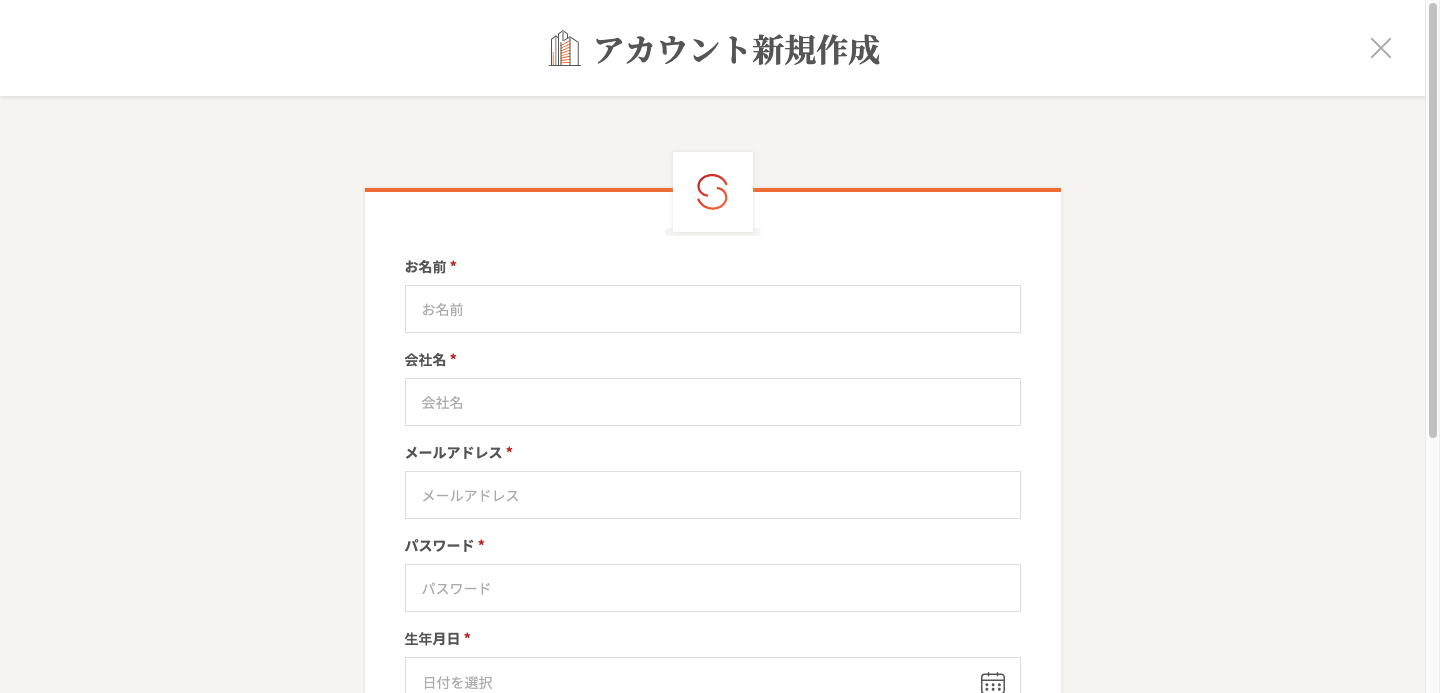 アカウント新規作成
お名前 *
お名前
会社名 *
会社名
メールアドレス *
メールアドレス
パスワード *
パスワード
生年月日 *
日付を選択